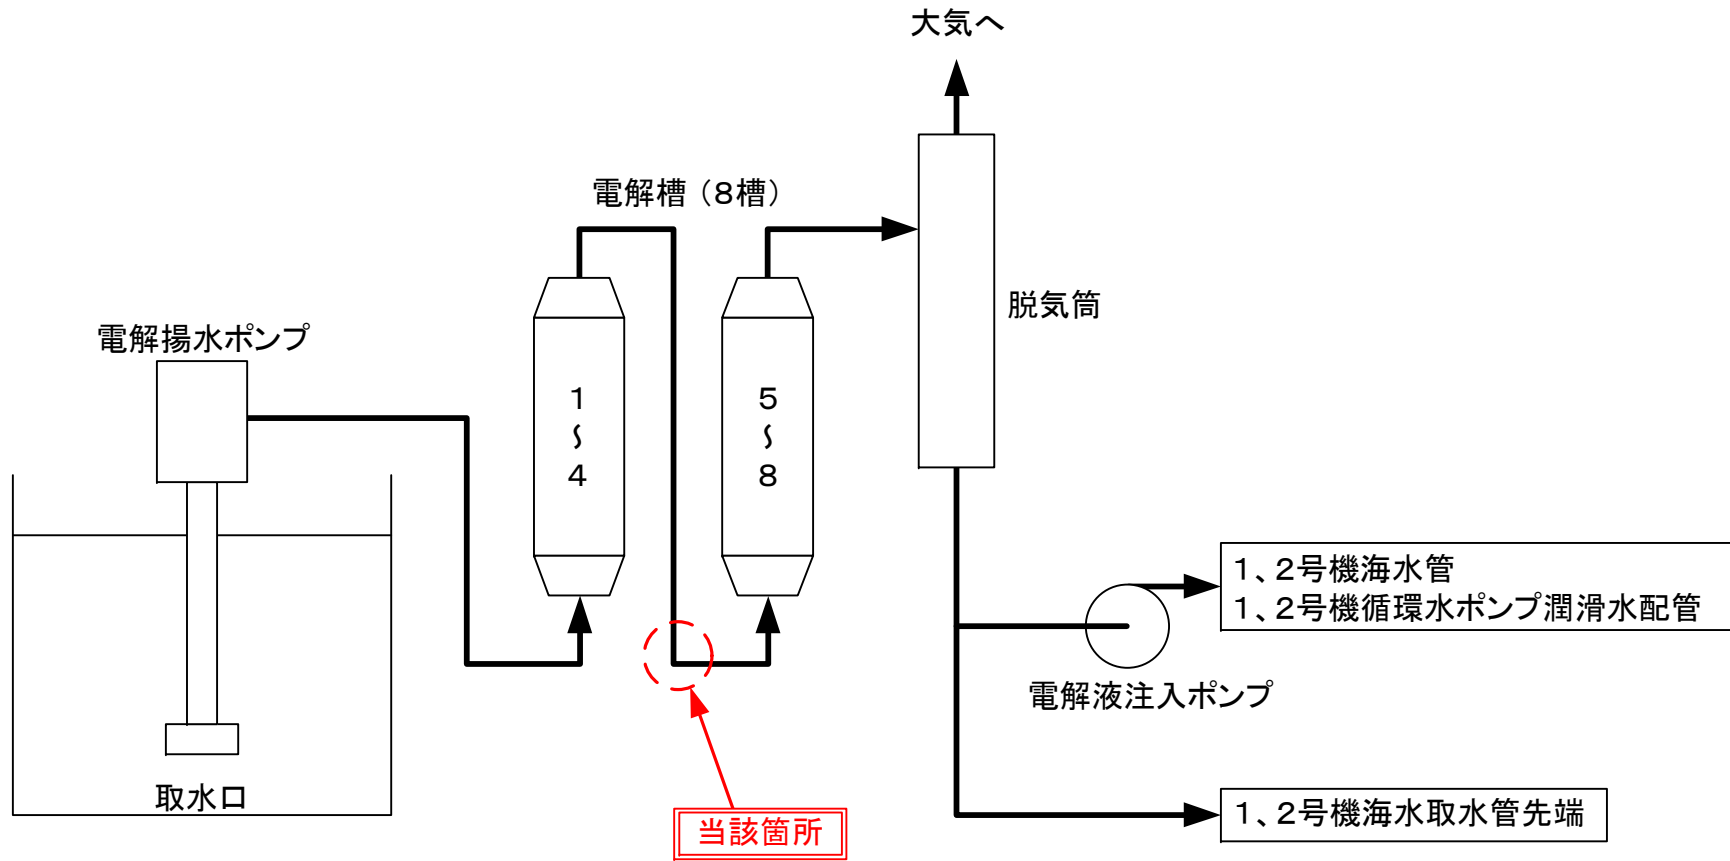 大気へ
電解槽（８槽）
脱気筒
電解揚水ポンプ
１
～
４
５
～
８
１、２号機海水管
１、２号機循環水ポンプ潤滑水配管
電解液注入ポンプ
取水口
当該箇所
１、２号機海水取水管先端